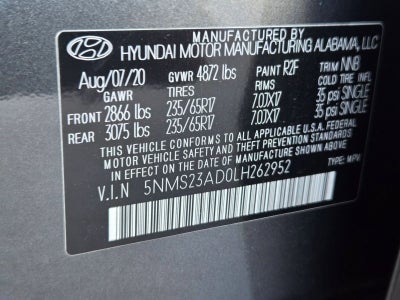 MANUFACTURED BY
HYUNDAI MOTOR MANUFACTURING ALABAMA, LLC
Aug/07/20 GVWR 4872 lbs PAINT R2F TRIM NNB
GAWR TIRES RIMS COLD TIRE INFL.
FRONT 2866 lbs 235/65R17 7.0JX17 35 psi SINGLE
REAR 3075 lbs 235/65R17 7.0JX17 35 psi SINGLE
THIS VEHICLE CONFORMS TO ALL APPLICABLE U.S. FEDERAL
MOTOR VEHICLE SAFETY AND THEFT PREVENTION STANDARDS
IN EFFECT ON THE DATE OF MANUFACTURE SHOWN ABOVE.
V.I.N 5NMS23AD0LH262952 TYPE: MPV